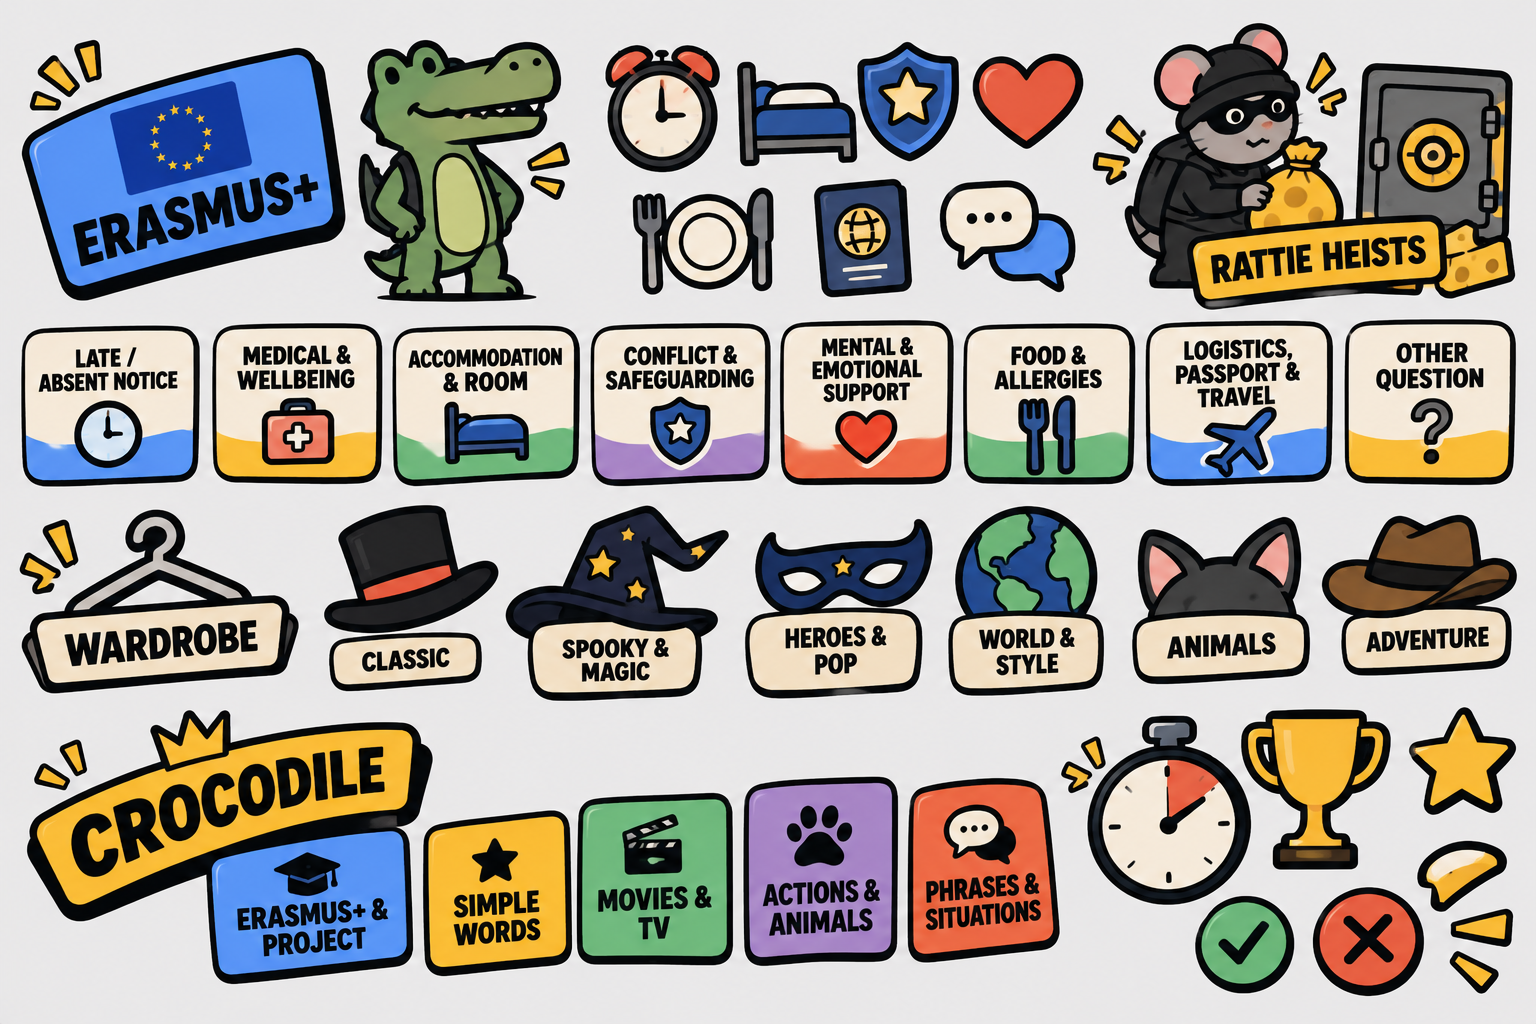 ERASMUS+
RATTIE HEISTS
LATE /
ABSENT NOTICE
MEDICAL &
WELLBEING
ACCOMMODATION
& ROOM
CONFLICT &
SAFEGUARDING
MENTAL &
EMOTIONAL
SUPPORT
FOOD &
ALLERGIES
LOGISTICS,
PASSPORT &
TRAVEL
OTHER
QUESTION
?
WARDROBE
CLASSIC
SPOOKY &
MAGIC
HEROES &
POP
WORLD &
STYLE
ANIMALS
ADVENTURE
CROCODILE
ERASMUS+ &
PROJECT
SIMPLE
WORDS
MOVIES &
TV
ACTIONS &
ANIMALS
PHRASES &
SITUATIONS